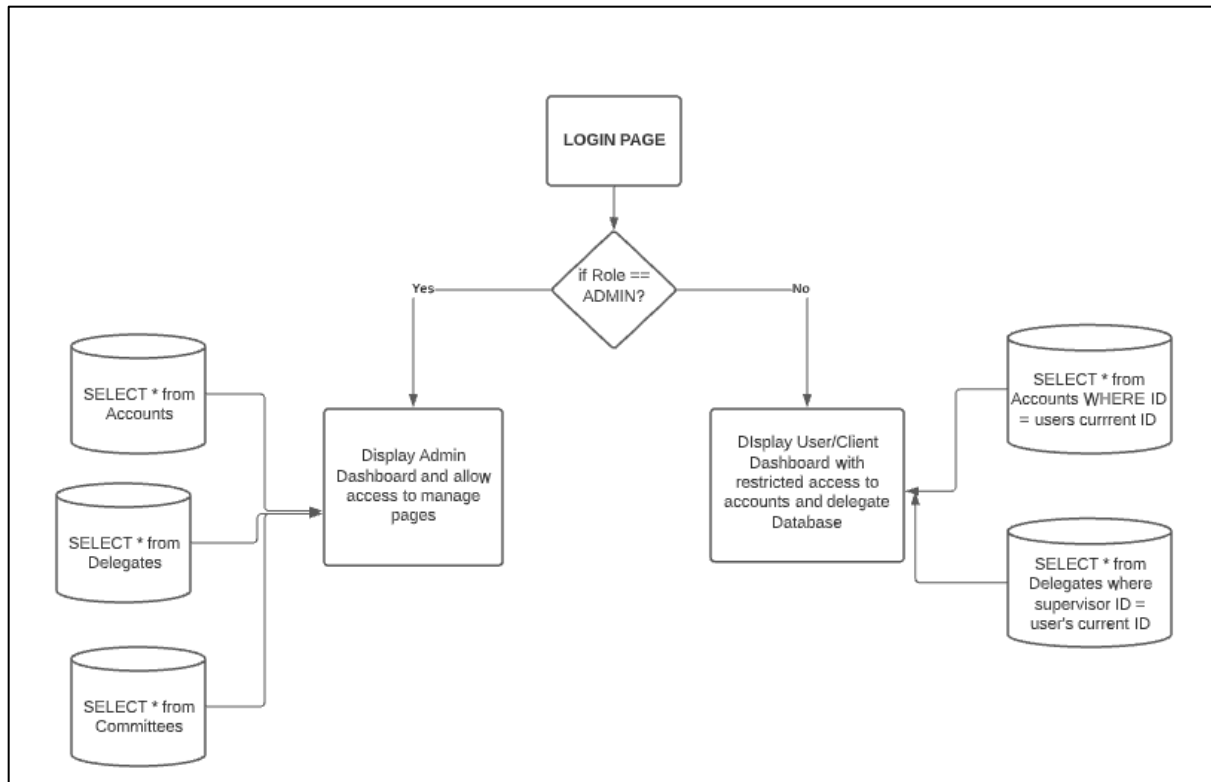 LOGIN PAGE
if Role ==
ADMIN?
Yes
No
SELECT * from
Accounts
SELECT * from
Delegates
SELECT * from
Committees
Display Admin
Dashboard and allow
access to manage
pages
DIsplay User/Client
Dashboard with
restricted access to
accounts and delegate
Database
SELECT * from
Accounts WHERE ID
= users currrent ID
SELECT * from
Delegates where
supervisor ID =
user's current ID